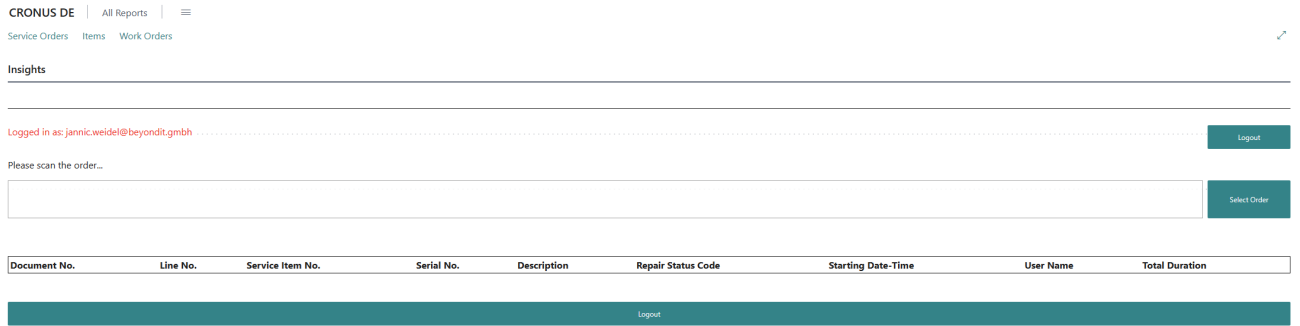 CRONUS DE All Reports
Service Orders Items Work Orders
Insights
Logged in as: jannic.weidel@beyondit.gmbh
Logout
Please scan the order...
Select Order
Document No. Line No. Service Item No. Serial No. Description Repair Status Code Starting Date-Time User Name Total Duration
Logout